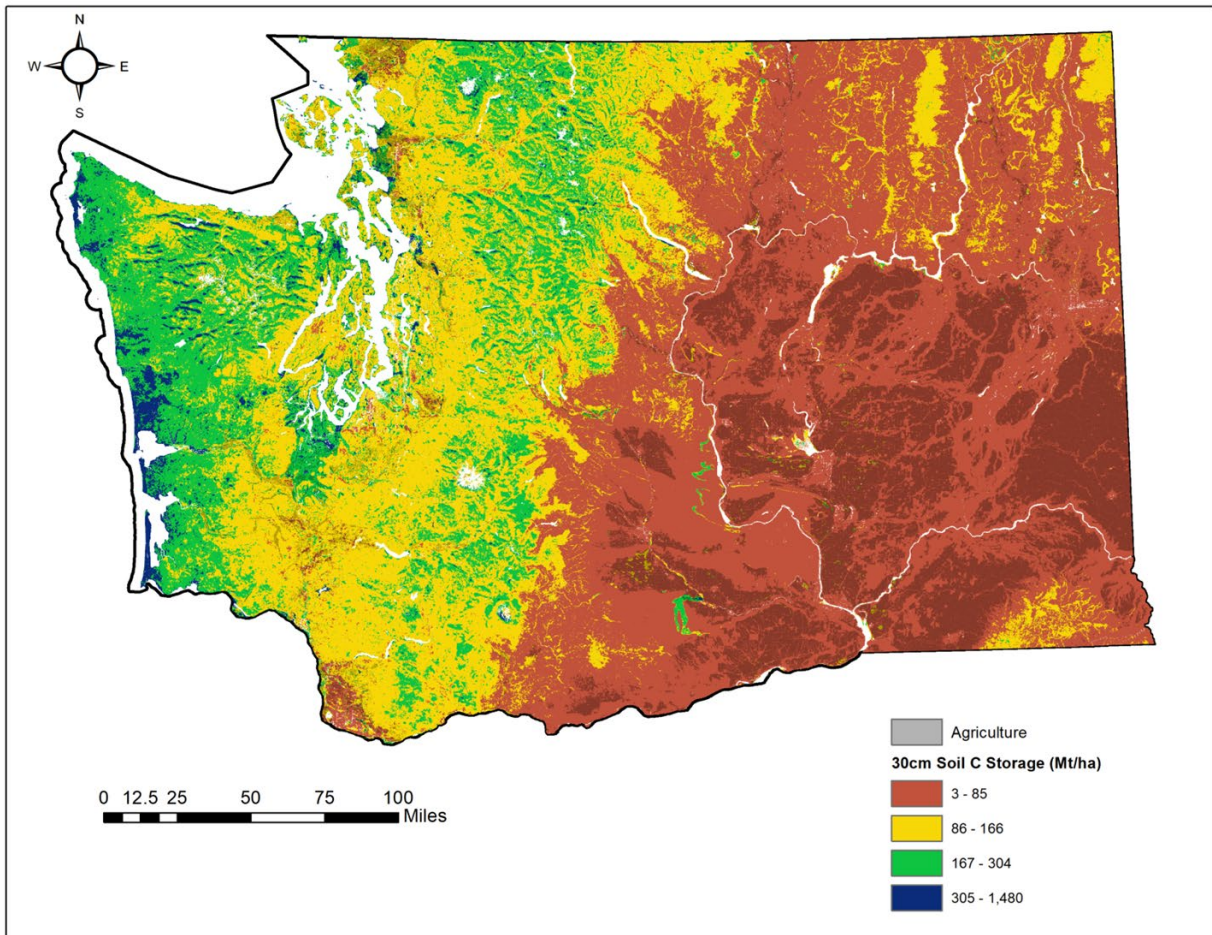 N
W E
S
Agriculture
30cm Soil C Storage (Mt/ha)
3 - 85
86 - 166
167 - 304
305 - 1,480
0 12.5 25 50 75 100
Miles